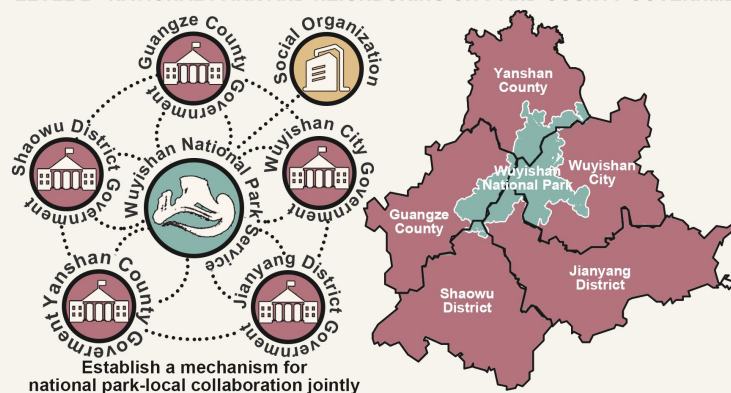 Guangze County Government
Social Organization
Shaowu District Government
Wuyishan National Park Service
Wuyishan City Government
Yanshan County Goverment
Jianyang District Goverment
Establish a mechanism for
national park-local collaboration jointly
Yanshan
County
Wuyishan
National Park
Wuyishan
City
Guangze
County
Jianyang
District
Shaowu
District